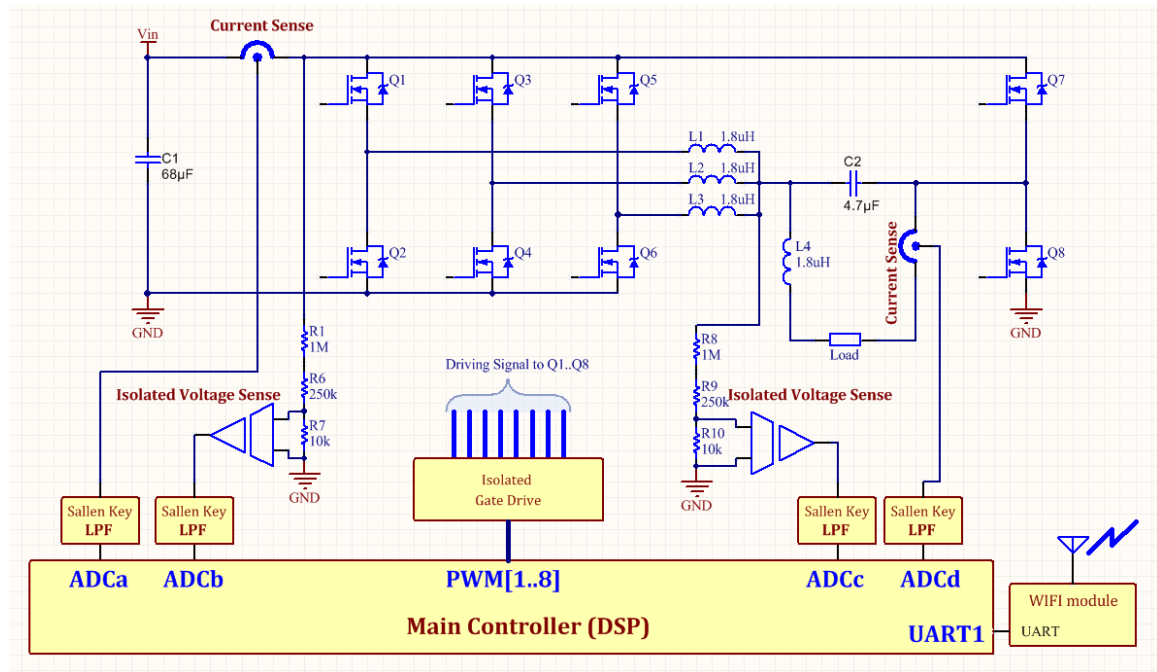 Current Sense
Vin
Q1
Q3
Q5
Q7
L1 1.8uH
C1
68µF
L2 1.8uH
C2
4.7µF
L3 1.8uH
Q2
Q4
Q6
L4
1.8uH
Current Sense
Q8
GND
GND
R1
1M
R8
1M
Load
Driving Signal to Q1..Q8
R6
250k
Isolated Voltage Sense
Isolated Voltage Sense
R9
250k
R7
10k
R10
10k
GND
Isolated
Gate Drive
GND
Sallen Key
LPF
Sallen Key
LPF
Sallen Key
LPF
Sallen Key
LPF
ADCa
ADCb
PWM[1..8]
ADCc
ADCd
WIFI module
Main Controller (DSP)
UART1
UART